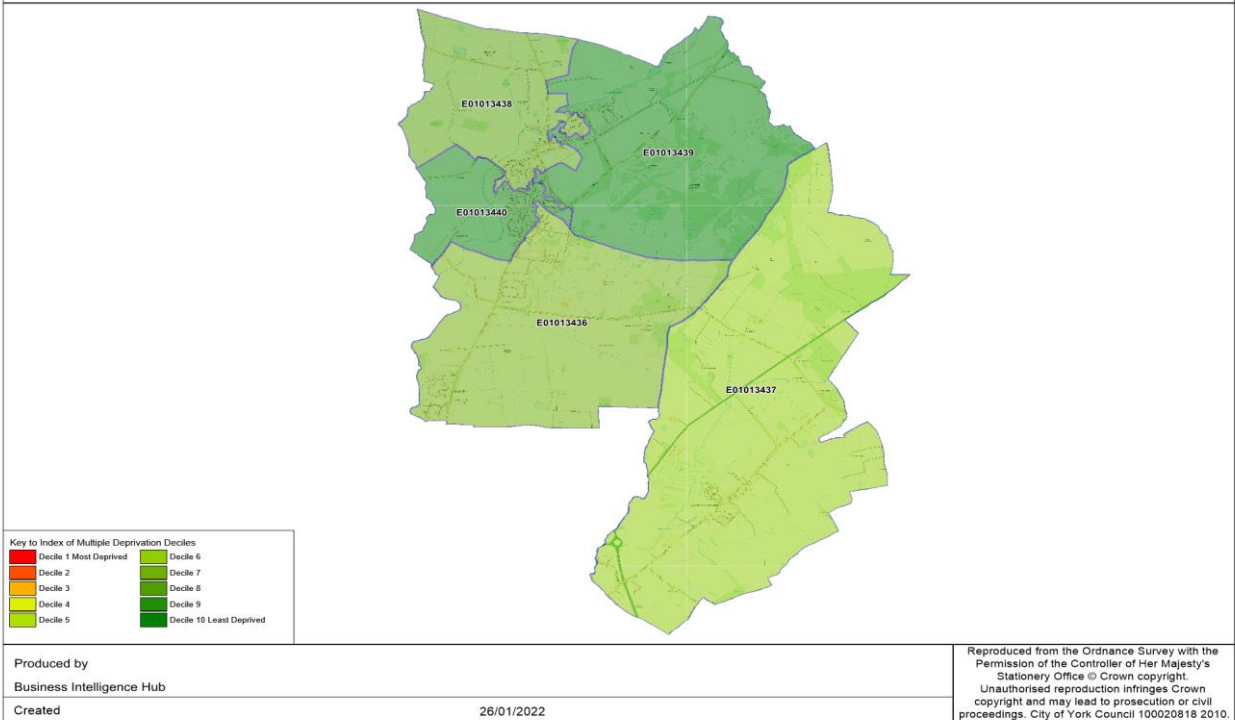 E01013438
E01013439
E01013440
E01013436
E01013437
Key to Index of Multiple Deprivation Deciles
Decile 1 Most Deprived
Decile 2
Decile 3
Decile 4
Decile 5
Decile 6
Decile 7
Decile 8
Decile 9
Decile 10 Least Deprived
Produced by
Business Intelligence Hub
Created 26/01/2022
Reproduced from the Ordnance Survey with the
Permission of the Controller of Her Majesty's
Stationery Office © Crown copyright.
Unauthorised reproduction infringes Crown
copyright and may lead to prosecution or civil
proceedings. City of York Council 100020818 2010.